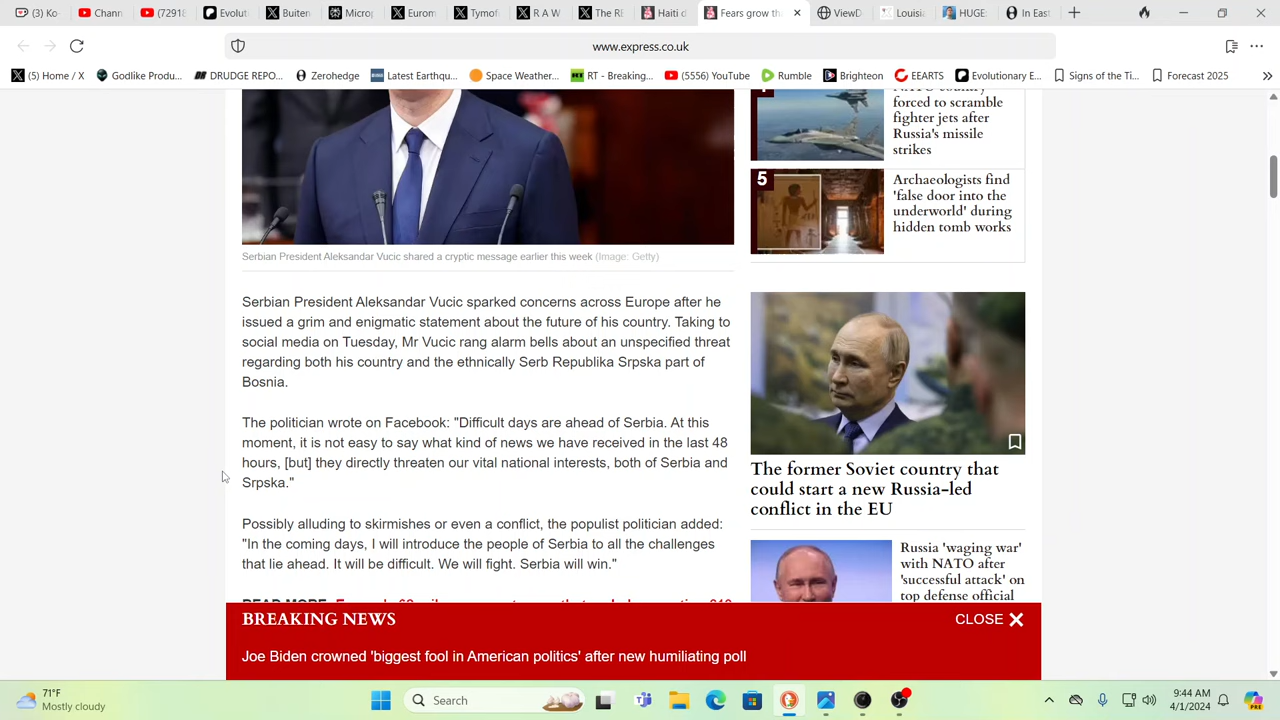 (3) Ko
Chann
(72918
Evoluti
Buiten
Microp
Eurom
Tymof
R A W
The RE
Haiti d
Fears grow th
ViewD
Louisia
HUGE:
In East
www.express.co.uk
(5) Home / X
Godlike Produ...
DRUDGE REPO...
Zerohedge
Latest Earthqu...
Space Weather...
RT - Breaking...
(5556) YouTube
Rumble
Brighteon
EEARTS
Evolutionary E...
Signs of the Ti...
Forecast 2025
Serbian President Aleksandar Vucic shared a cryptic message earlier this week (Image: Getty)
Serbian President Aleksandar Vucic sparked concerns across Europe after he
issued a grim and enigmatic statement about the future of his country. Taking to
social media on Tuesday, Mr Vucic rang alarm bells about an unspecified threat
regarding both his country and the ethnically Serb Republika Srpska part of
Bosnia.
The politician wrote on Facebook: "Difficult days are ahead of Serbia. At this
moment, it is not easy to say what kind of news we have received in the last 48
hours, [but] they directly threaten our vital national interests, both of Serbia and
Srpska."
Possibly alluding to skirmishes or even a conflict, the populist politician added:
"In the coming days, I will introduce the people of Serbia to all the challenges
that lie ahead. It will be difficult. We will fight. Serbia will win."
forced to scramble
fighter jets after
Russia's missile
strikes
5
Archaeologists find
'false door into the
underworld' during
hidden tomb works
The former Soviet country that
could start a new Russia-led
conflict in the EU
Russia 'waging war'
with NATO after
'successful attack' on
top defense official
BREAKING NEWS
CLOSE
Joe Biden crowned 'biggest fool in American politics' after new humiliating poll
71°F
Mostly cloudy
Search
9:44 AM
4/1/2024
PRE